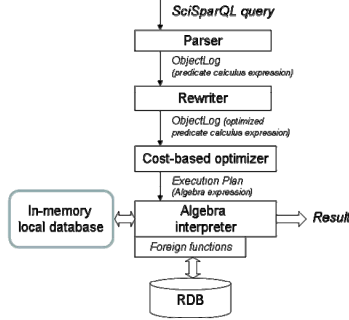 SciSparQL query
Parser
ObjectLog
(predicate calculus expression)
Rewriter
ObjectLog (optimized
predicate calculus expression)
Cost-based optimizer
Execution Plan
(Algebra expression)
In-memory
local database
Algebra
interpreter
Result
Foreign functions
RDB